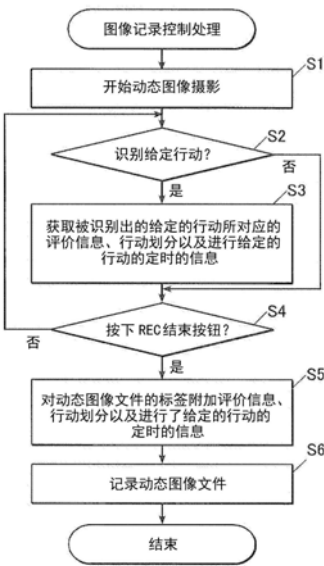 图像记录控制处理
S1
开始动态图像摄影
S2
识别给定行动?
否
是
S3
获取被识别出的给定的行动所对应的
评价信息、行动划分以及进行给定的
行动的定时的信息
S4
按下 REC结束按钮?
否
是
S5
对动态图像文件的标签附加评价信息、
行动划分以及进行了给定的行动的
定时的信息
S6
记录动态图像文件
结束